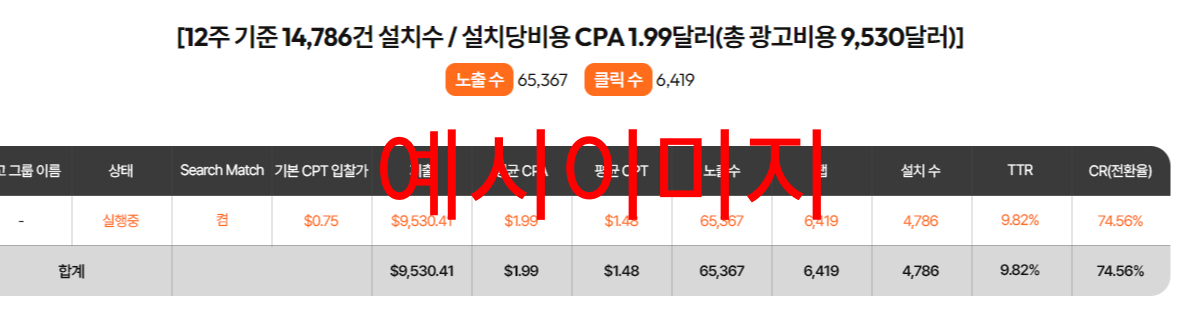 [12주 기준 14,786건 설치수 / 설치당비용 CPA 1.99달러(총 광고비용 9,530달러)]
노출 수 65,367 클릭 수 6,419
예시이미지
그룹 이름 상태 Search Match 기본 CPT 입찰가 지출 평균 CPA 평균 CPT 노출 수 탭 설치 수 TTR CR(전환율)
- 실행중 켬 $0.75 $9,530.41 $1.99 $1.48 65,367 6,419 4,786 9.82% 74.56%
합계 $9,530.41 $1.99 $1.48 65,367 6,419 4,786 9.82% 74.56%